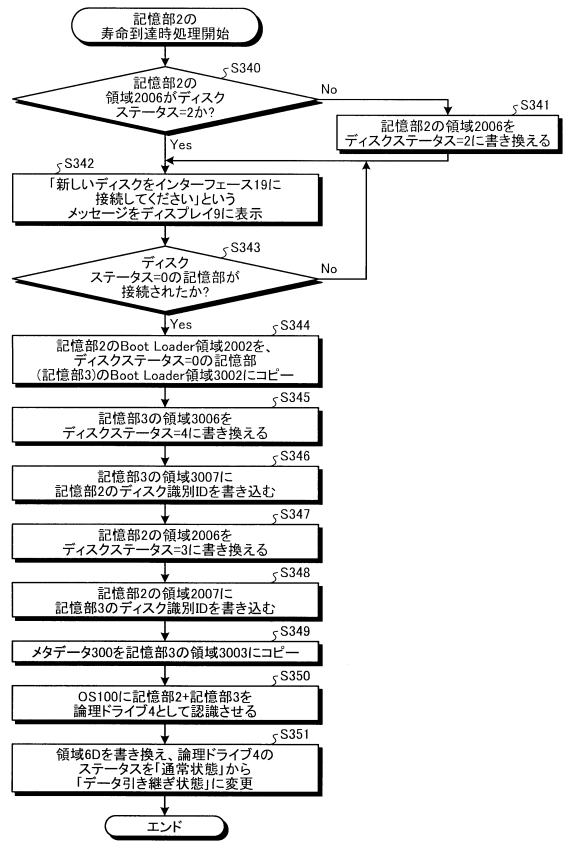 記憶部2の
寿命到達時処理開始
S340
記憶部2の
領域2006がディスク
ステータス=2か?
No
S341
記憶部2の領域2006を
ディスクステータス=2に書き換える
Yes
S342
「新しいディスクをインターフェース19に
接続してください」という
メッセージをディスプレイ9に表示
S343
ディスク
ステータス=0の記憶部が
接続されたか?
No
Yes
S344
記憶部2のBoot Loader領域2002を、
ディスクステータス=0の記憶部
(記憶部3)のBoot Loader領域3002にコピー
S345
記憶部3の領域3006を
ディスクステータス=4に書き換える
S346
記憶部3の領域3007に
記憶部2のディスク識別IDを書き込む
S347
記憶部2の領域2006を
ディスクステータス=3に書き換える
S348
記憶部2の領域2007に
記憶部3のディスク識別IDを書き込む
S349
メタデータ300を記憶部3の領域3003にコピー
S350
OS100に記憶部2+記憶部3を
論理ドライブ4として認識させる
S351
領域6Dを書き換え、論理ドライブ4の
ステータスを「通常状態」から
「データ引き継ぎ状態」に変更
エンド